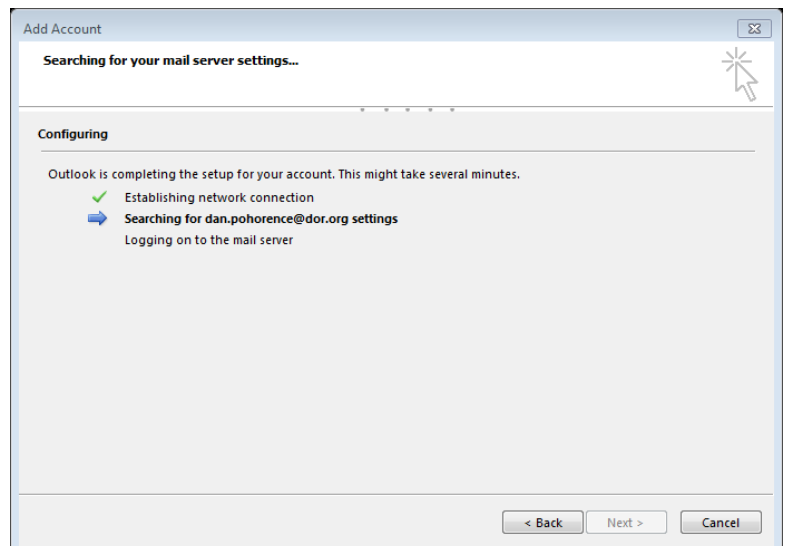 Add Account
Searching for your mail server settings...
Configuring
Outlook is completing the setup for your account. This might take several minutes.
Establishing network connection
Searching for dan.pohorence@dor.org settings
Logging on to the mail server
< Back Next > Cancel